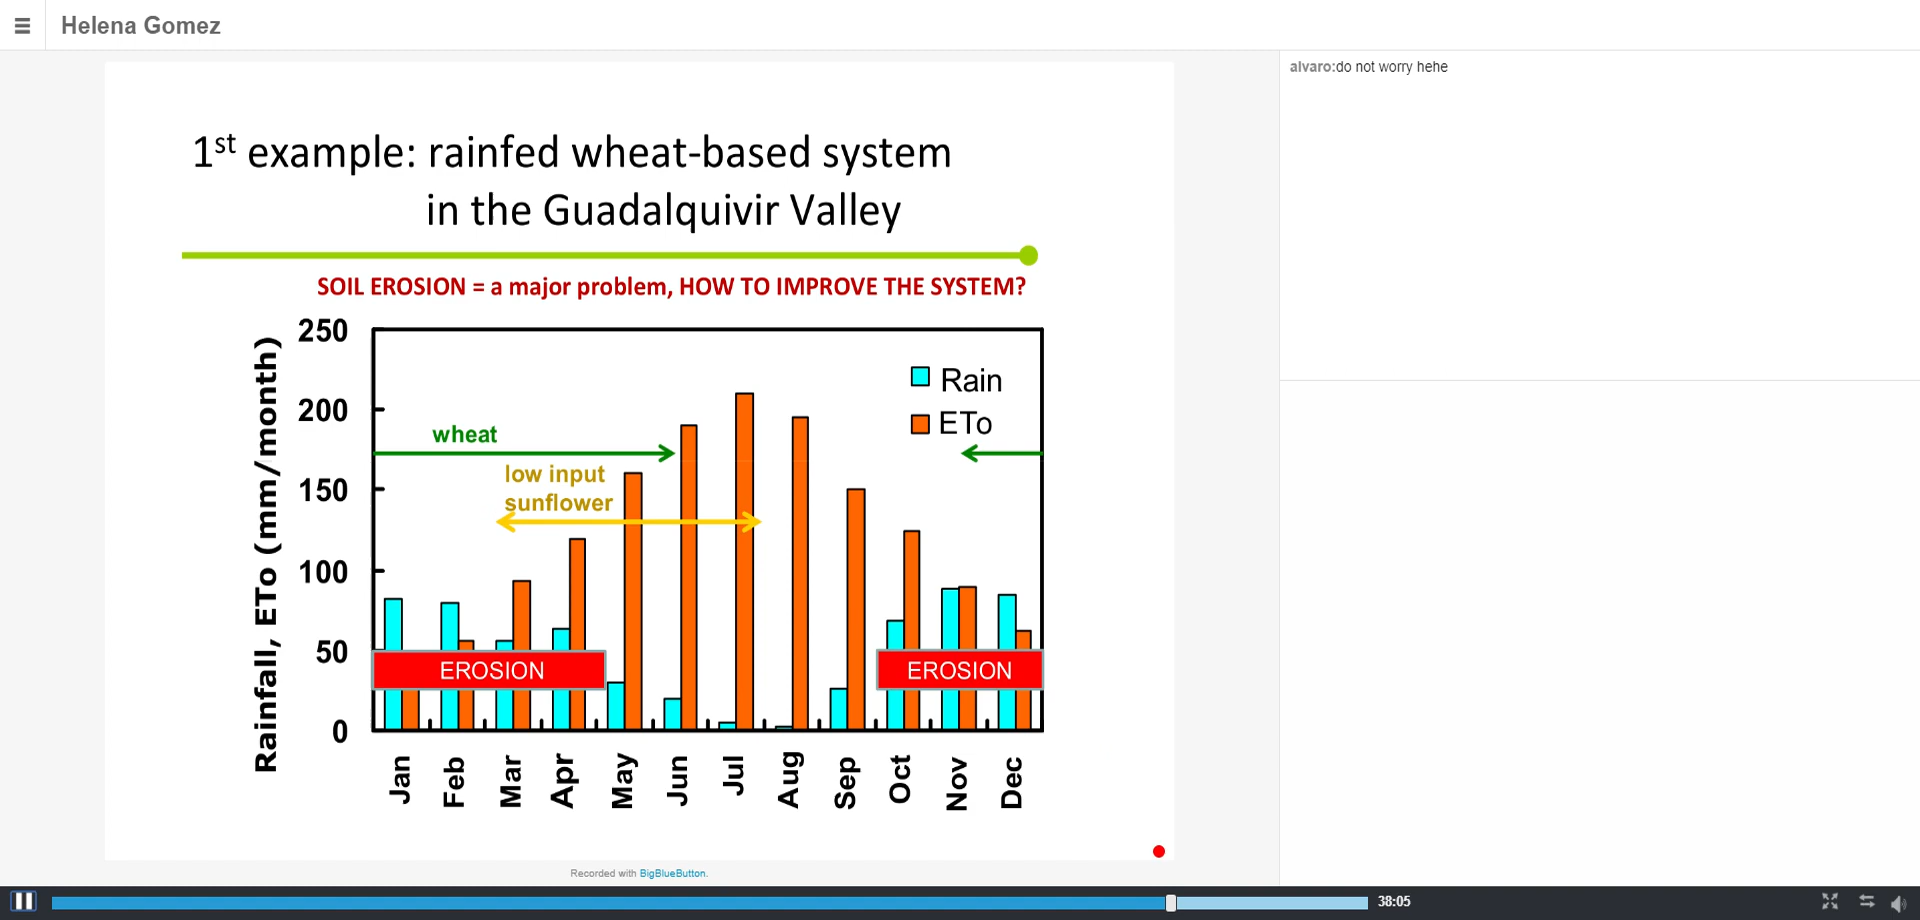 Helena Gomez
alvaro:do not worry hehe
1st example: rainfed wheat-based system
in the Guadalquivir Valley
SOIL EROSION = a major problem, HOW TO IMPROVE THE SYSTEM?
Rainfall, ETo (mm/month)
250
200
150
100
50
0
Rain
ETo
wheat
low input
sunflower
EROSION
EROSION
Jan
Feb
Mar
Apr
May
Jun
Jul
Aug
Sep
Oct
Nov
Dec
Recorded with BigBlueButton.
38:05